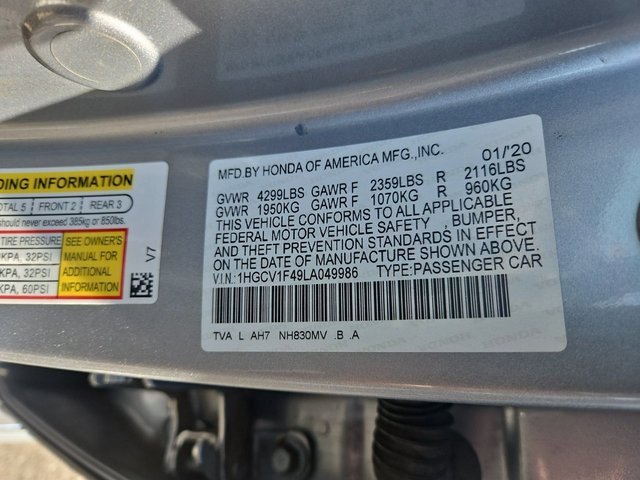 DING INFORMATION
OTAL 5 FRONT 2 REAR 3
should never exceed 385kg or 850lbs.
TIRE PRESSURE
KPA, 32PSI
KPA, 32PSI
KPA, 60PSI
SEE OWNER'S
MANUAL FOR
ADDITIONAL
INFORMATION
V7
MFD.BY HONDA OF AMERICA MFG.,INC. 01/'20
GVWR 4299LBS GAWR F 2359LBS R 2116LBS
GVWR 1950KG GAWR F 1070KG R 960KG
THIS VEHICLE CONFORMS TO ALL APPLICABLE
FEDERAL MOTOR VEHICLE SAFETY , BUMPER,
AND THEFT PREVENTION STANDARDS IN EFFECT
ON THE DATE OF MANUFACTURE SHOWN ABOVE.
V.I.N.:1HGCV1F49LA049986 TYPE:PASSENGER CAR
TVA L AH7 NH830MV .B .A